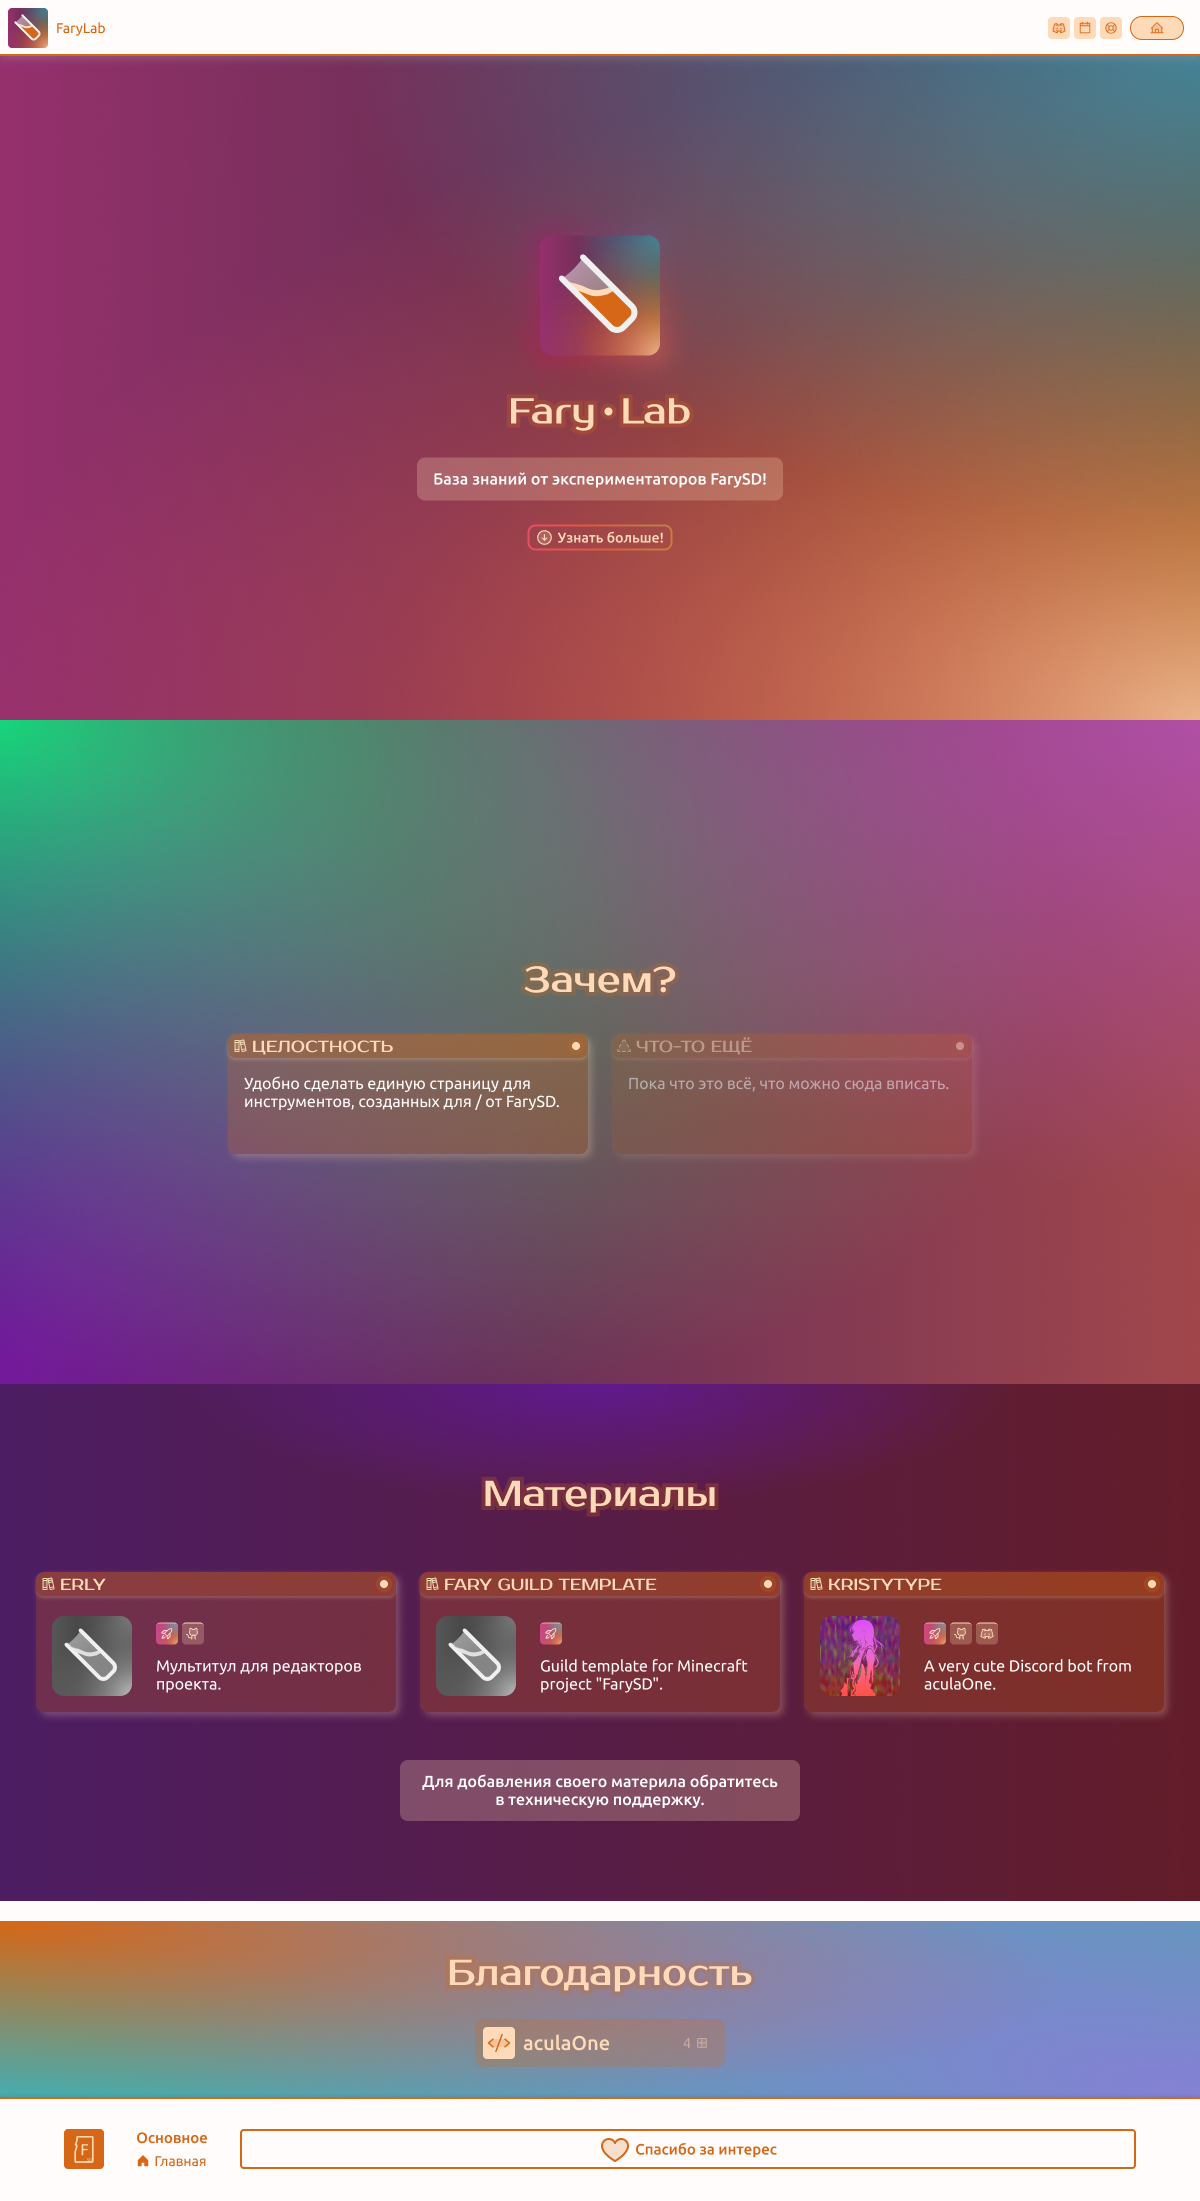 FaryLab
Fary•Lab
База знаний от экспериментаторов FarySD!
Узнать больше!
Зачем?
ЦЕЛОСТНОСТЬ
Удобно сделать единую страницу для
инструментов, созданных для / от FarySD.
ЧТО-ТО ЕЩЁ
Пока что это всё, что можно сюда вписать.
Материалы
ERLY
Мультитул для редакторов
проекта.
FARY GUILD TEMPLATE
Guild template for Minecraft
project "FarySD".
KRISTYTYPE
A very cute Discord bot from
aculaOne.
Для добавления своего материла обратитесь
в техническую поддержку.
Благодарность
aculaOne
4
F
Основное
Главная
Спасибо за интерес